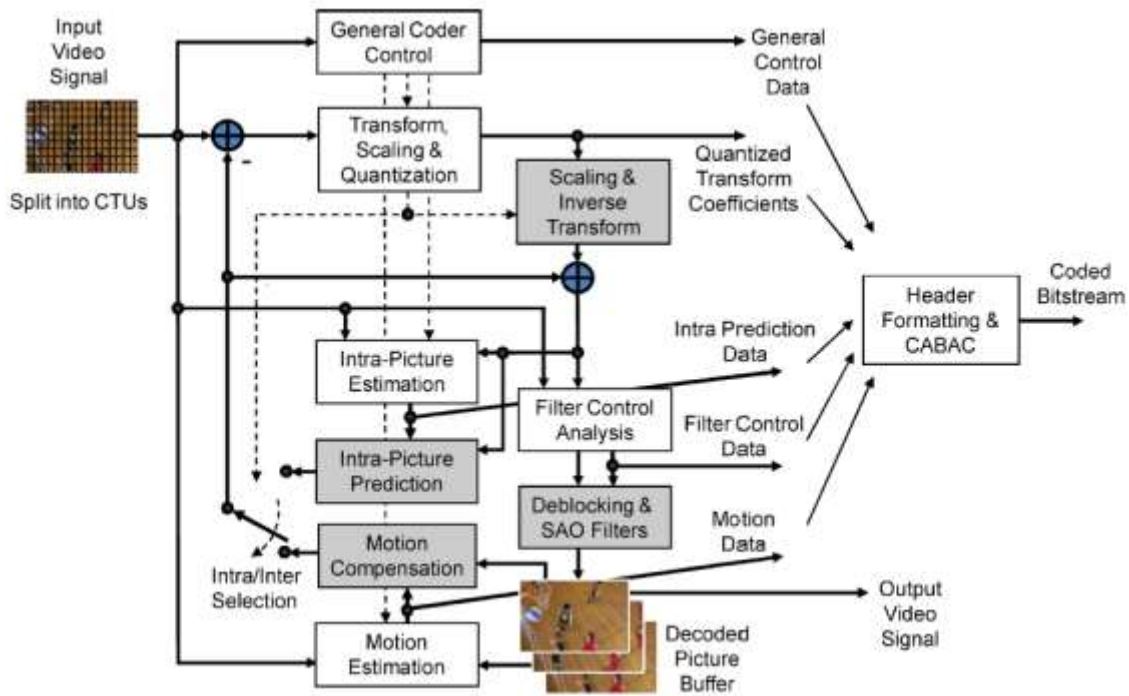 Input
Video
Signal
Split into CTUs
General Coder
Control
Transform,
Scaling &
Quantization
-
Scaling &
Inverse
Transform
General
Control
Data
Quantized
Transform
Coefficients
Header
Formatting &
CABAC
Coded
Bitstream
Intra-Picture
Estimation
Intra Prediction
Data
Filter Control
Analysis
Filter Control
Data
Intra-Picture
Prediction
Deblocking &
SAO Filters
Motion
Compensation
Motion
Data
Intra/Inter
Selection
Motion
Estimation
Output
Video
Signal
Decoded
Picture
Buffer